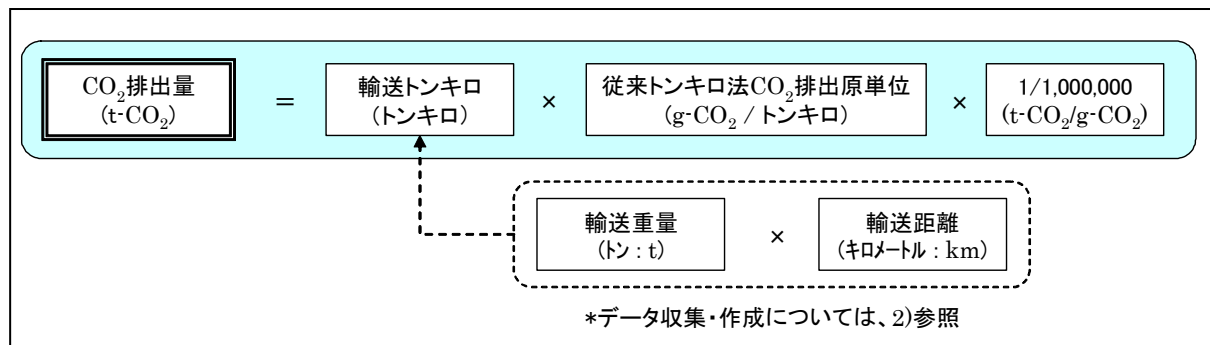 CO₂排出量
(t-CO₂)
=
輸送トンキロ
(トンキロ)
×
従来トンキロ法CO₂排出原単位
(g-CO₂ / トンキロ)
×
1/1,000,000
(t-CO₂/g-CO₂)
輸送重量
(トン : t)
×
輸送距離
(キロメートル : km)
*データ収集・作成については、2)参照